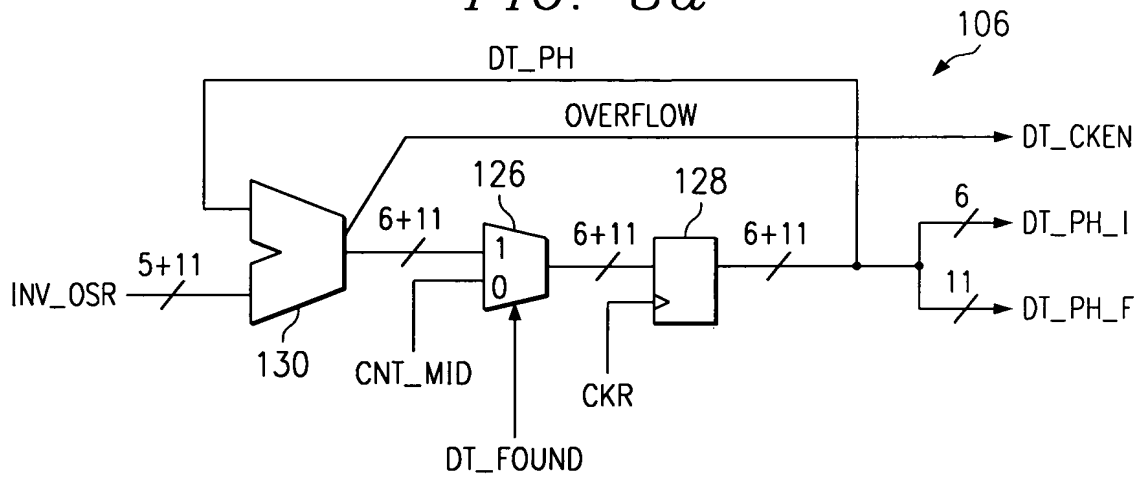 106
DT_PH
OVERFLOW
DT_CKEN
126
128
6+11
6+11
6+11
6
DT_PH_I
1
0
5+11
INV_OSR
11
DT_PH_F
130
CNT_MID
CKR
DT_FOUND